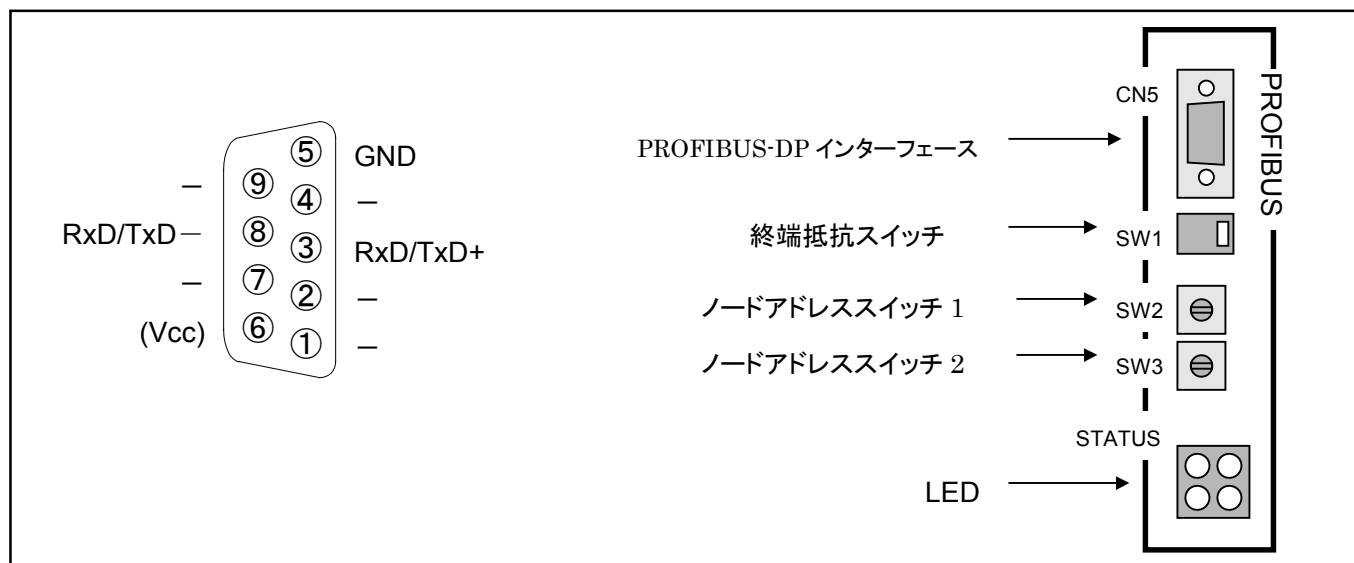 ⑤ GND
— ⑨
④ —
RxD/TxD— ⑧
③ RxD/TxD+
— ⑦
② —
(Vcc) ⑥
① —
PROFIBUS-DP インターフェース
終端抵抗スイッチ
ノードアドレススイッチ 1
ノードアドレススイッチ 2
LED
CN5
SW1
SW2
SW3
STATUS
PROFIBUS